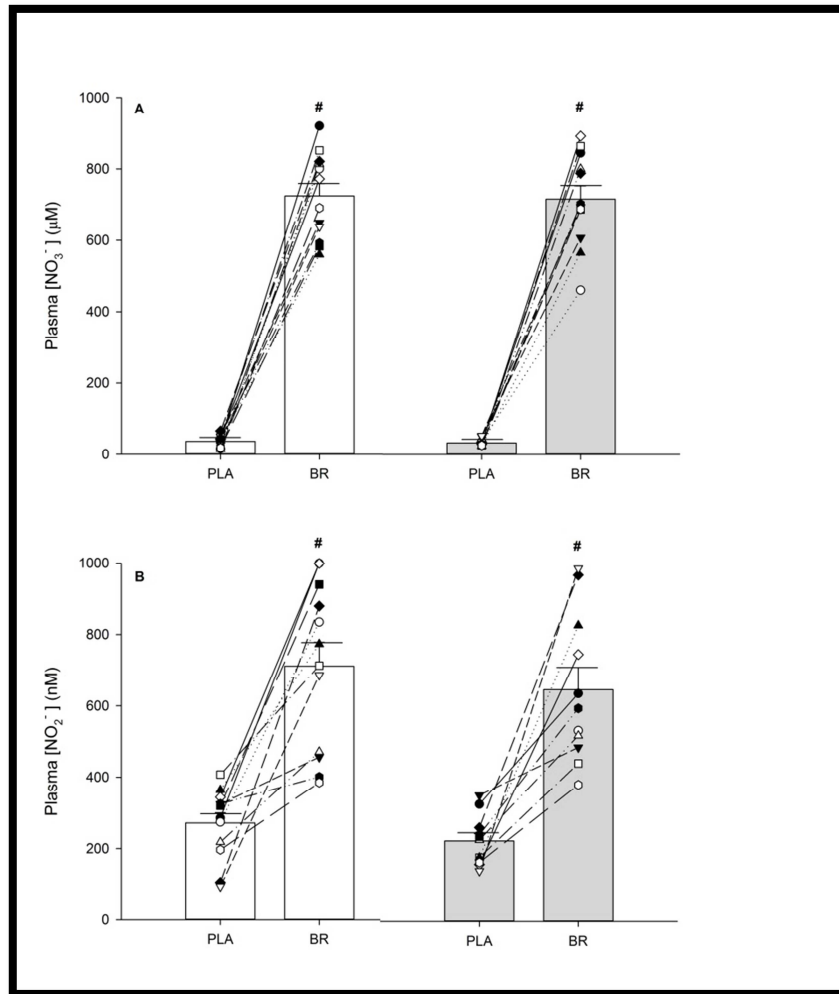 A
#
#
1000
800
600
400
200
0
Plasma [NO₃⁻] (μM)
PLA
BR
PLA
BR
B
#
#
1000
800
600
400
200
0
Plasma [NO₂⁻] (nM)
PLA
BR
PLA
BR